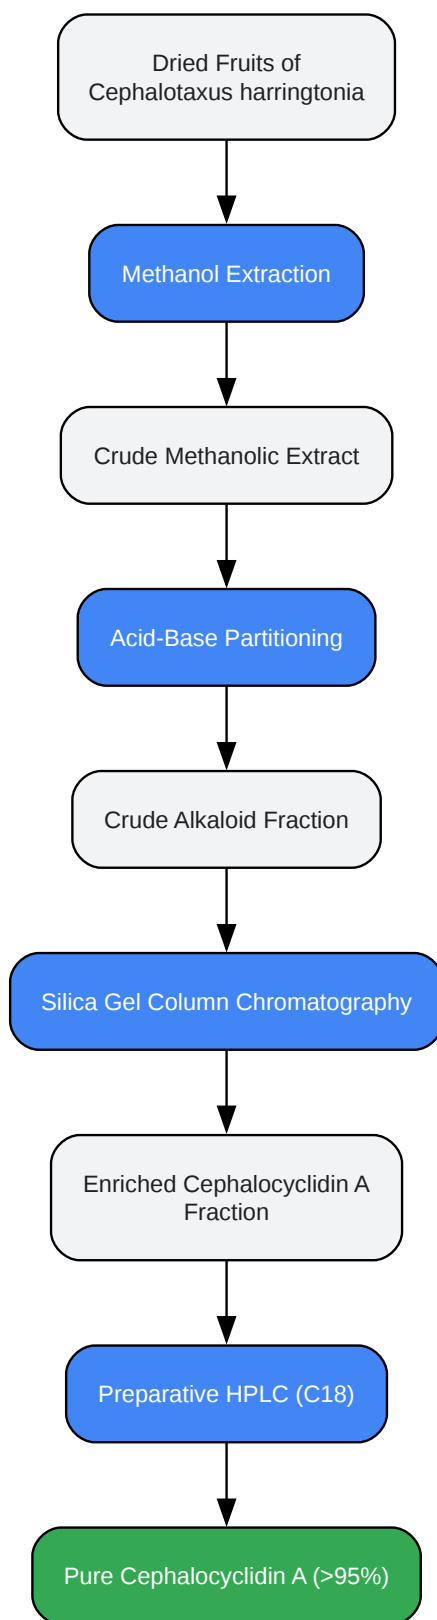 Dried Fruits of
Cephalotaxus harringtonia
Methanol Extraction
Crude Methanolic Extract
Acid-Base Partitioning
Crude Alkaloid Fraction
Silica Gel Column Chromatography
Enriched Cephalocyclidin A
Fraction
Preparative HPLC (C18)
Pure Cephalocyclidin A (>95%)